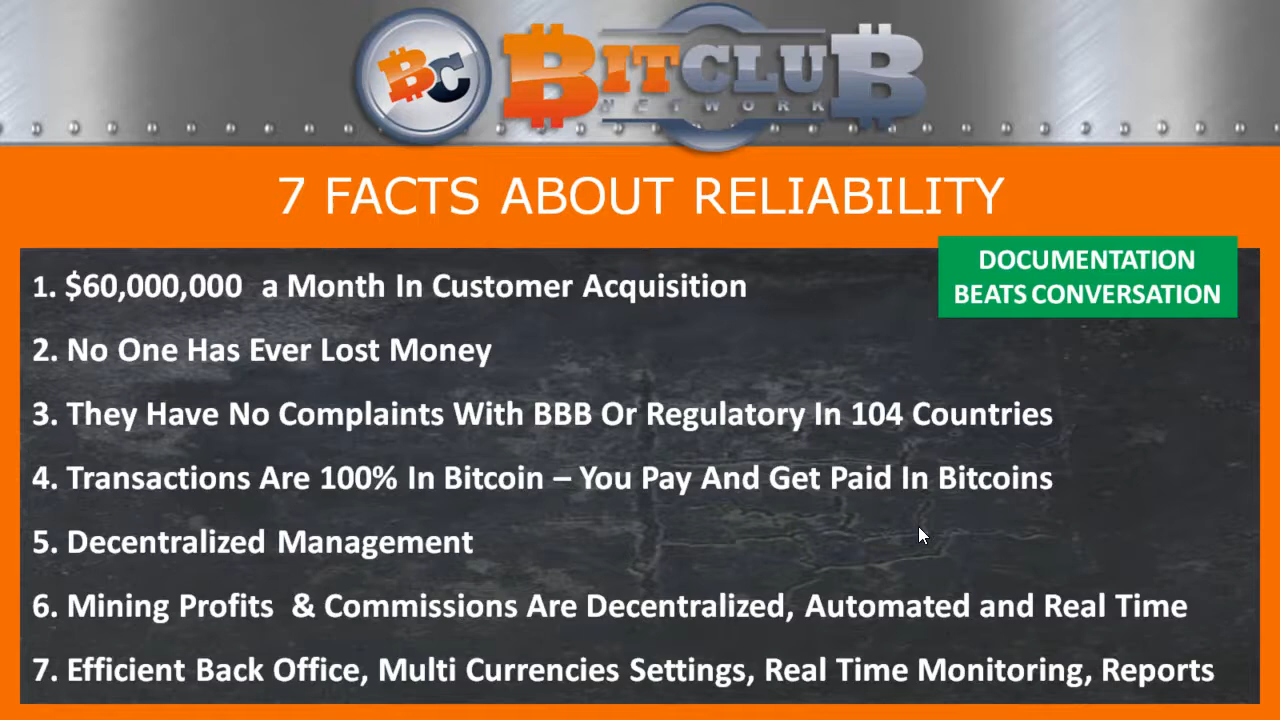 BC BITCLUB
NETWORK
7 FACTS ABOUT RELIABILITY
DOCUMENTATION
BEATS CONVERSATION
1. $60,000,000 a Month In Customer Acquisition
2. No One Has Ever Lost Money
3. They Have No Complaints With BBB Or Regulatory In 104 Countries
4. Transactions Are 100% In Bitcoin – You Pay And Get Paid In Bitcoins
5. Decentralized Management
6. Mining Profits & Commissions Are Decentralized, Automated and Real Time
7. Efficient Back Office, Multi Currencies Settings, Real Time Monitoring, Reports